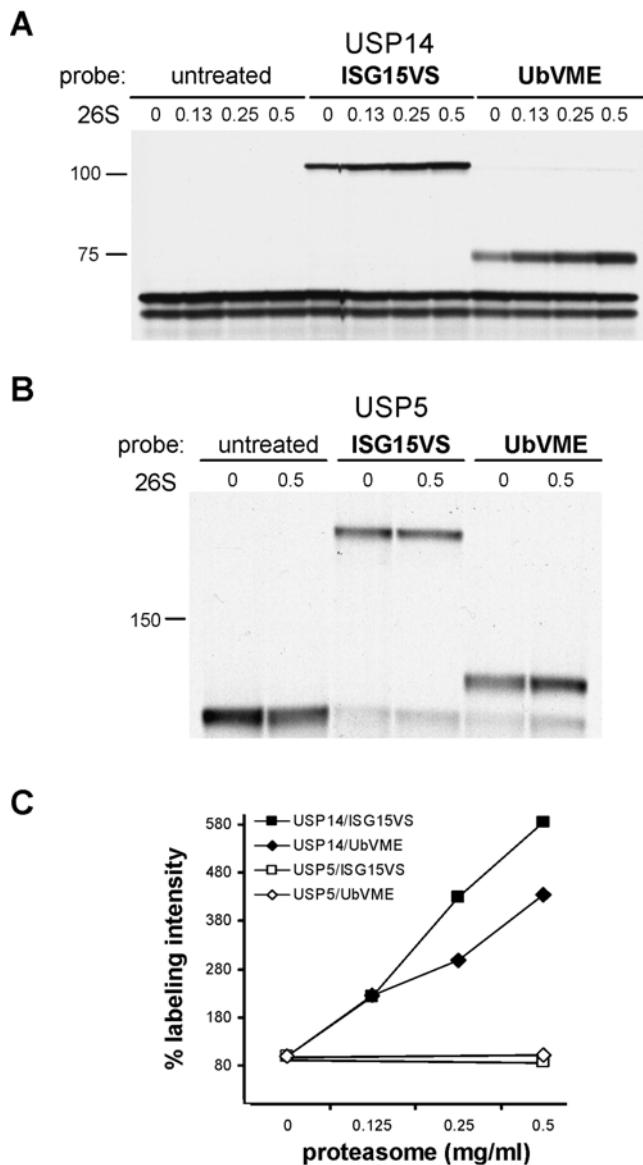 A
USP14
probe: untreated ISG15VS UbVME
26S 0 0.13 0.25 0.5 0 0.13 0.25 0.5 0 0.13 0.25 0.5
100
75
B
USP5
probe: untreated ISG15VS UbVME
26S 0 0.5 0 0.5 0 0.5
150
C
% labeling intensity
580
480
380
280
180
80
USP14/ISG15VS
USP14/UbVME
USP5/ISG15VS
USP5/UbVME
0 0.125 0.25 0.5
proteasome (mg/ml)